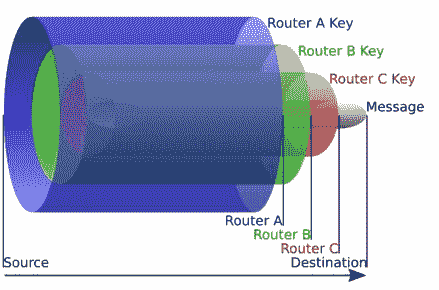 Router A Key
Router B Key
Router C Key
Message
Router A
Router B
Router C
Source
Destination